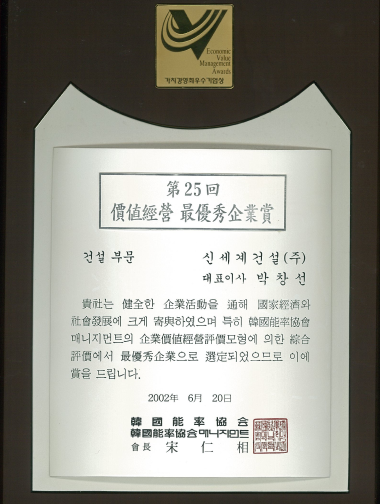 Economic
Value
Management
Awards
가치경영최우수기업상
第25回
價値經營 最優秀企業賞
건설 부문 신세계건설(주)
대표이사 박창선
貴社는 健全한 企業活動을 通해 國家經濟와
社會發展에 크게 寄與하였으며 특히 韓國能率協會
매니지먼트의 企業價値經營評價모형에 의한 綜合
評價에서 最優秀企業으로 選定되었으므로 이에
賞을 드립니다.
2002年 6月 20日
韓國能率協會
韓國能率協會매니지먼트
會長 宋仁相